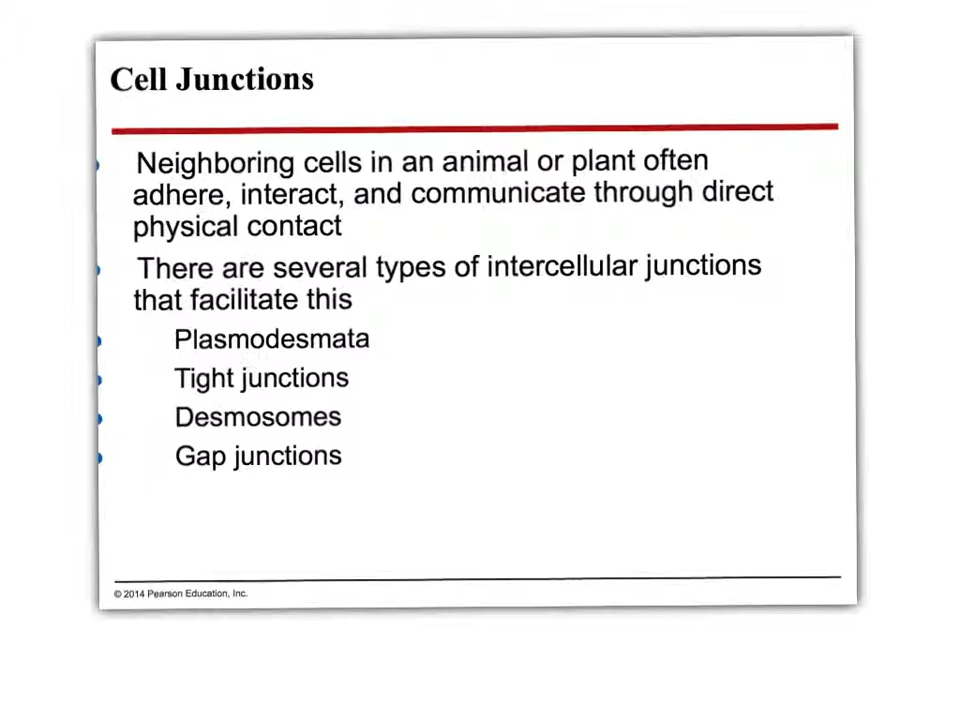 Cell Junctions
Neighboring cells in an animal or plant often
adhere, interact, and communicate through direct
physical contact
There are several types of intercellular junctions
that facilitate this
Plasmodesmata
Tight junctions
Desmosomes
Gap junctions
© 2014 Pearson Education, Inc.